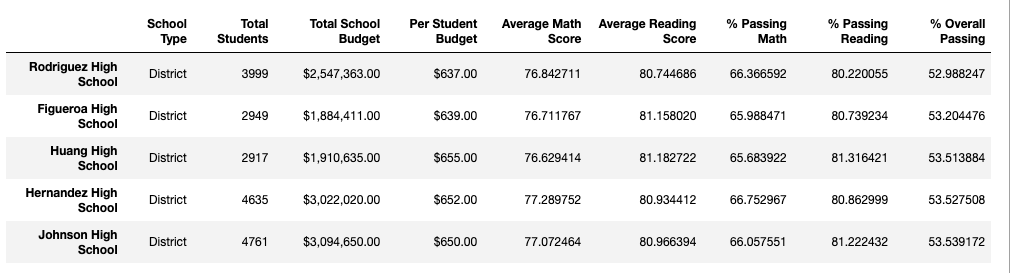 School Type Total Students Total School Budget Per Student Budget Average Math Score Average Reading Score % Passing Math % Passing Reading % Overall Passing
Rodriguez High School District 3999 $2,547,363.00 $637.00 76.842711 80.744686 66.366592 80.220055 52.988247
Figueroa High School District 2949 $1,884,411.00 $639.00 76.711767 81.158020 65.988471 80.739234 53.204476
Huang High School District 2917 $1,910,635.00 $655.00 76.629414 81.182722 65.683922 81.316421 53.513884
Hernandez High School District 4635 $3,022,020.00 $652.00 77.289752 80.934412 66.752967 80.862999 53.527508
Johnson High School District 4761 $3,094,650.00 $650.00 77.072464 80.966394 66.057551 81.222432 53.539172